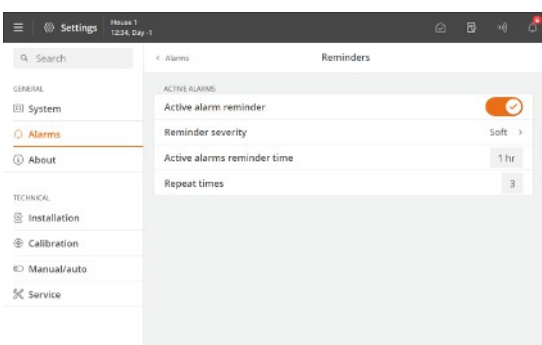 Settings
House 1
12:34, Day -1
6
Search
GENERAL
System
Alarms
About
TECHNICAL
Installation
Calibration
Manual/auto
Service
< Alarms
Reminders
ACTIVE ALARMS
Active alarm reminder
Reminder severity Soft >
Active alarms reminder time 1 hr
Repeat times 3